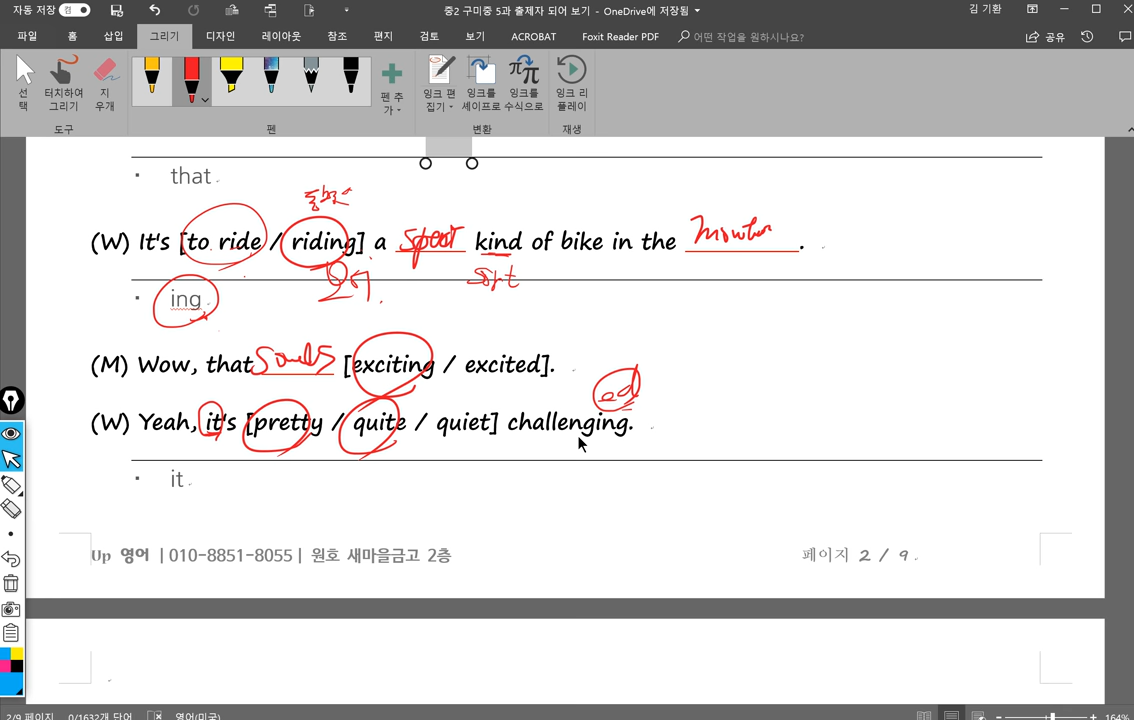 자동 저장 켬 중2 구미중 5과 출제자 되어 보기 - OneDrive에 저장됨 김 기환
파일 홈 삽입 그리기 디자인 레이아웃 참조 편지 검토 보기 ACROBAT Foxit Reader PDF 어떤 작업을 원하시나요? 공유
선택 터치하여 그리기 지우개 펜 추가 잉크 편집기 잉크를 셰이프로 잉크를 수식으로 잉크 리플레이
도구 펜 변환 재생
· that
(W) It's [to ride / riding] a kind of bike in the .
sort
· ing
(M) Wow, that sounds [exciting / excited].
ed
(W) Yeah, it's [pretty / quite / quiet] challenging.
· it
Up 영어 | 010-8851-8055 | 원호 새마을금고 2층 페이지 2 / 9
2/9 페이지 0/1632개 단어 영어(미국) 164%